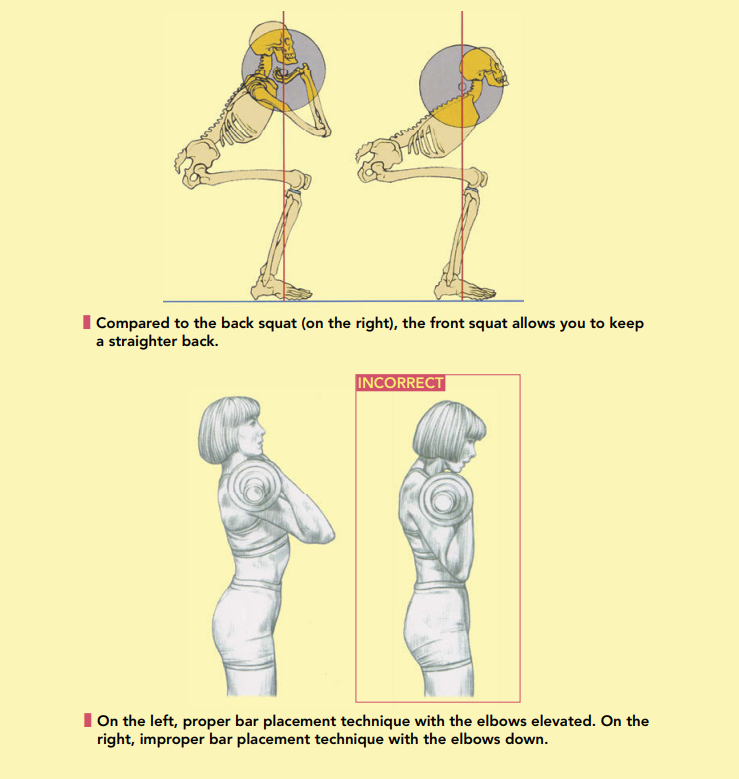 Compared to the back squat (on the right), the front squat allows you to keep
a straighter back.
INCORRECT
On the left, proper bar placement technique with the elbows elevated. On the
right, improper bar placement technique with the elbows down.